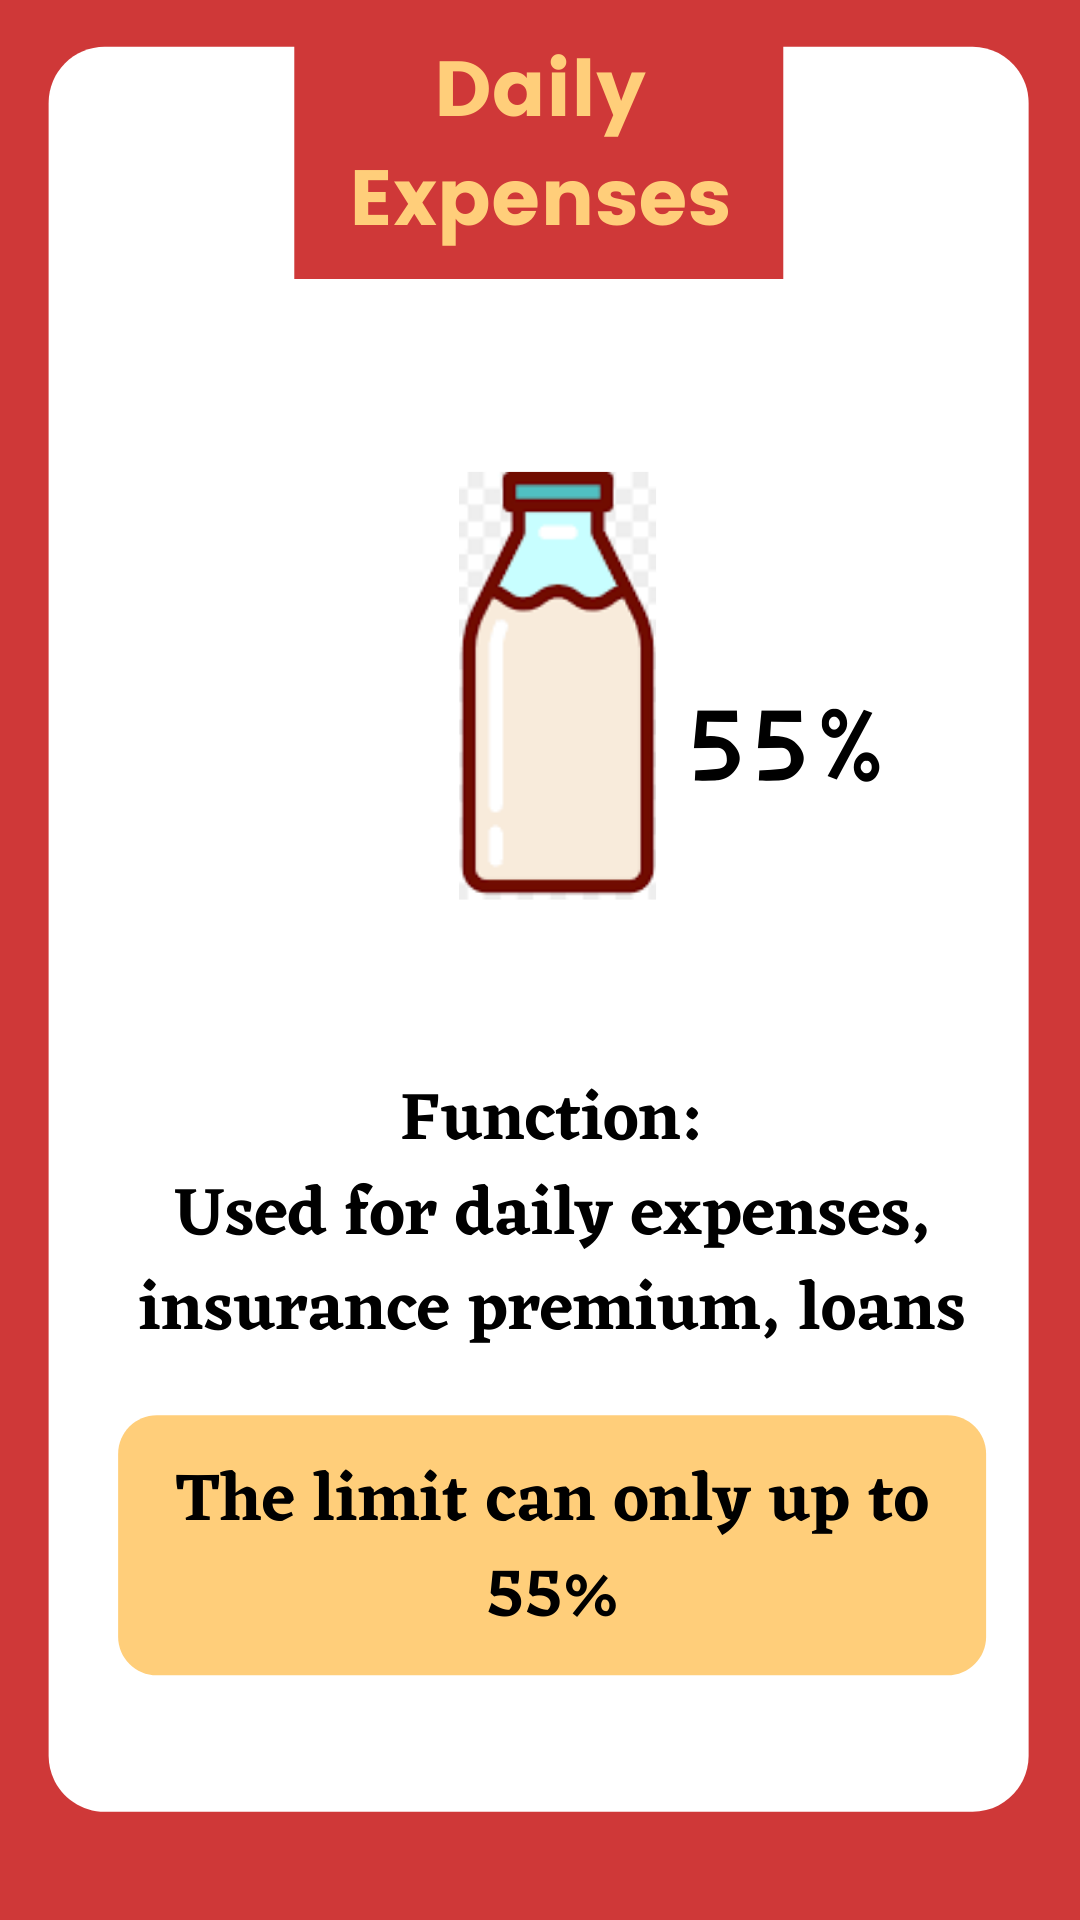 Daily
Expenses
55%
Function:
Used for daily expenses,
insurance premium, loans
The limit can only up to
55%